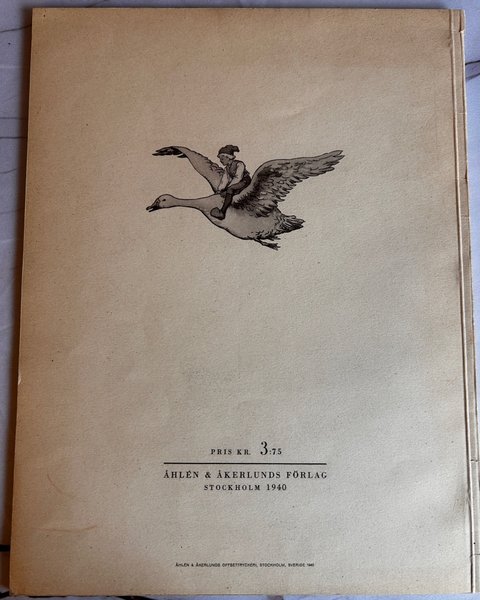 PRIS KR. 3:75
ÅHLÉN & ÅKERLUNDS FÖRLAG
STOCKHOLM 1940
ÅHLÉN & ÅKERLUNDS OFFSETTRYCKERI, STOCKHOLM, SVERIGE 1940